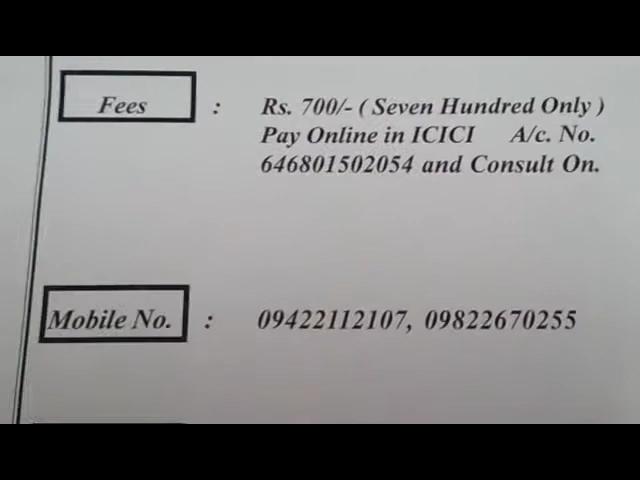 Fees : Rs. 700/- ( Seven Hundred Only )
Pay Online in ICICI A/c. No.
646801502054 and Consult On.
Mobile No. : 09422112107, 09822670255